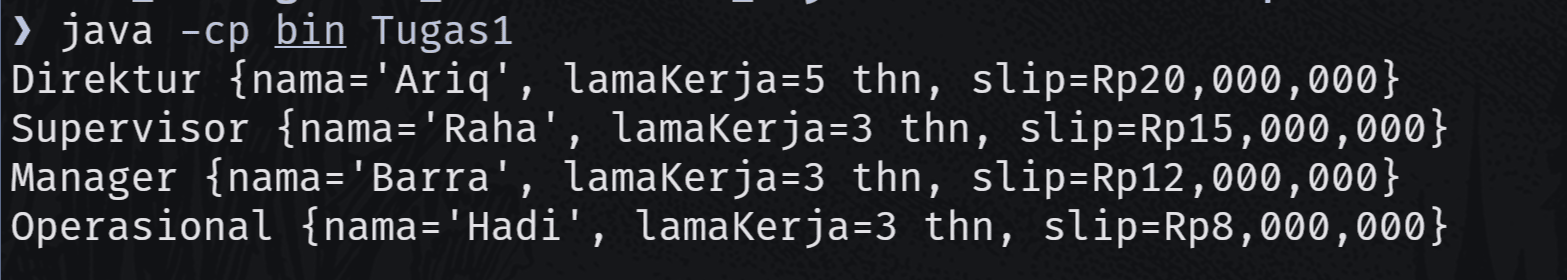 ❯ java -cp bin Tugas1
Direktur {nama='Ariq', lamaKerja=5 thn, slip=Rp20,000,000}
Supervisor {nama='Raha', lamaKerja=3 thn, slip=Rp15,000,000}
Manager {nama='Barra', lamaKerja=3 thn, slip=Rp12,000,000}
Operasional {nama='Hadi', lamaKerja=3 thn, slip=Rp8,000,000}